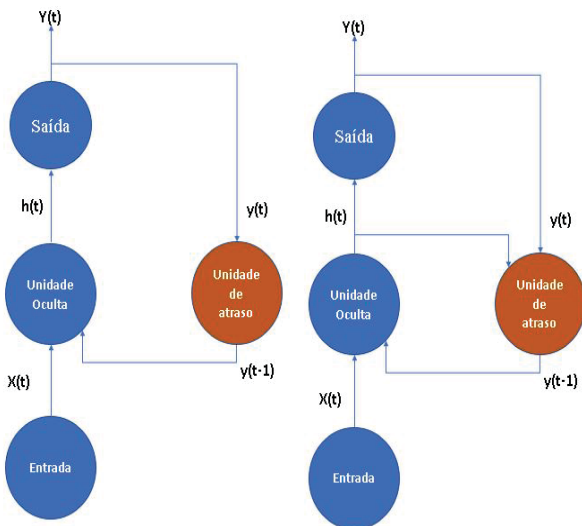 Y(t)
Saída
h(t)
y(t)
Unidade
Oculta
Unidade
de
atraso
X(t)
y(t-1)
Entrada
Y(t)
Saída
h(t)
y(t)
Unidade
Oculta
Unidade
de
atraso
X(t)
y(t-1)
Entrada